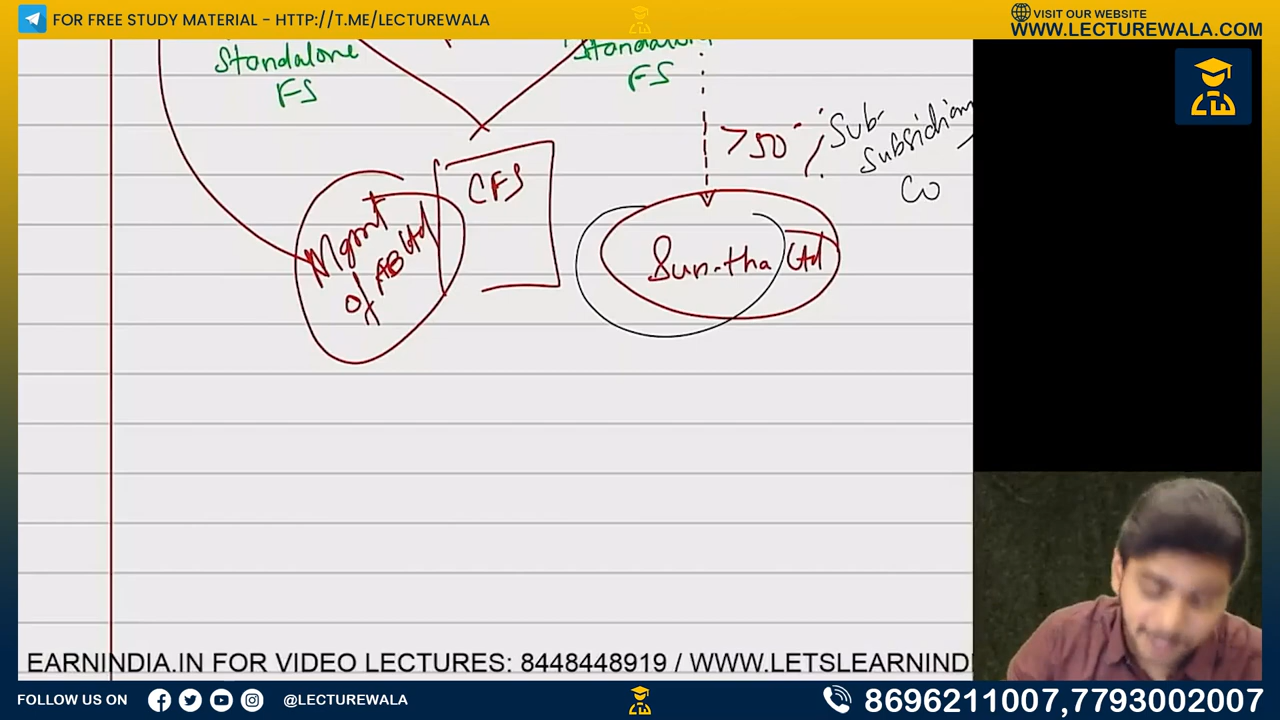 FOR FREE STUDY MATERIAL - HTTP://T.ME/LECTUREWALA
VISIT OUR WEBSITE
WWW.LECTUREWALA.COM
Standalone
FS
Standalone
FS
>50%
Sub-
Subsidiary
Co
CFS
Mgmt
of AB Ltd
Sun-tha Ltd
EARNINDIA.IN FOR VIDEO LECTURES: 8448448919 / WWW.LETSLEARNIND
FOLLOW US ON
@LECTUREWALA
8696211007,7793002007